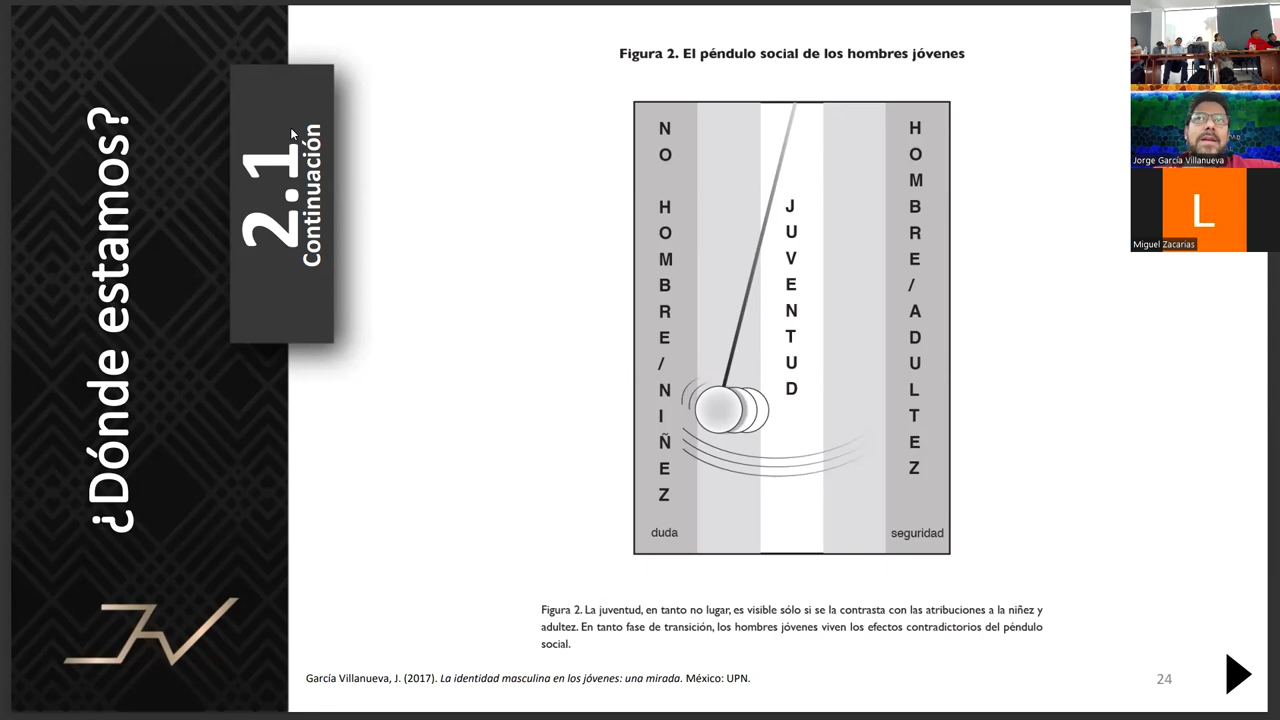 ¿Dónde estamos?
2.1
Continuación
Figura 2. El péndulo social de los hombres jóvenes
NO HOMBRE/NIÑEZ
duda
JUVENTUD
HOMBRE/ADULTEZ
seguridad
Figura 2. La juventud, en tanto no lugar, es visible sólo si se la contrasta con las atribuciones a la niñez y
adultez. En tanto fase de transición, los hombres jóvenes viven los efectos contradictorios del péndulo
social.
García Villanueva, J. (2017). La identidad masculina en los jóvenes: una mirada. México: UPN.
24
Jorge García Villanueva
L
Miguel Zacarias